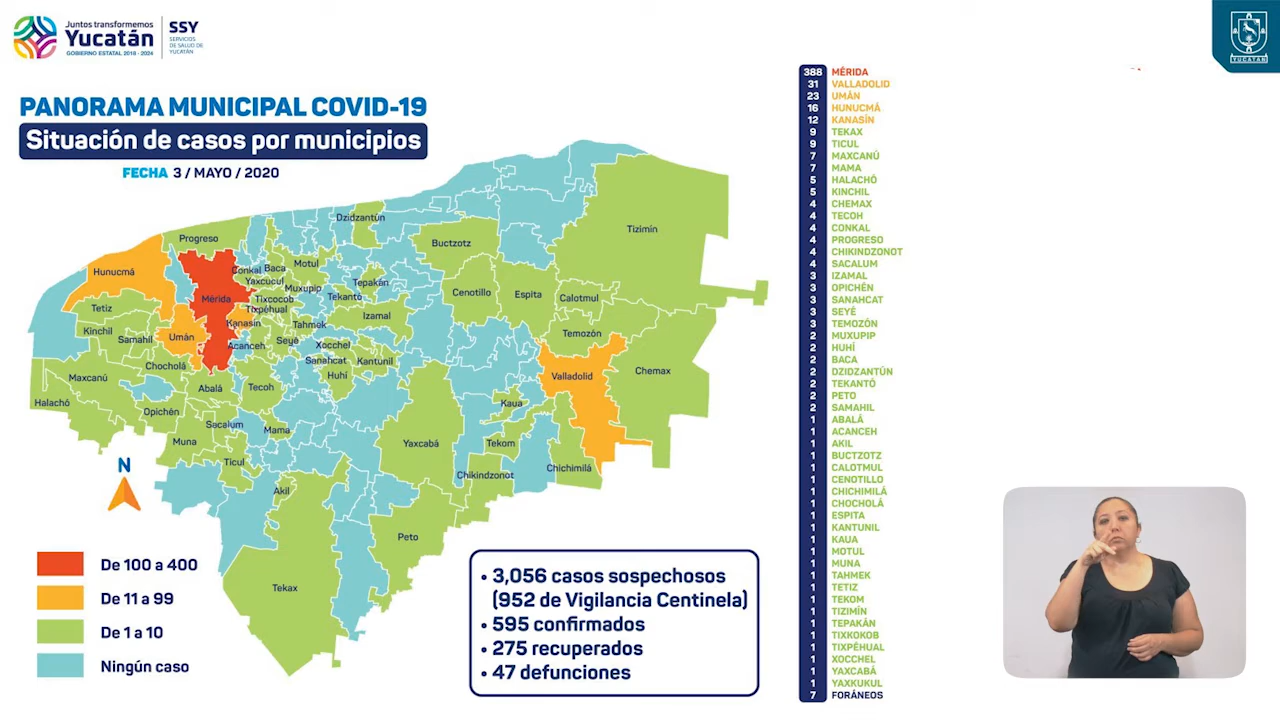 Juntos transformemos
Yucatán
GOBIERNO ESTATAL 2018 - 2024
SSY
SERVICIOS
DE SALUD DE
YUCATÁN
YUCATÁN
PANORAMA MUNICIPAL COVID-19
Situación de casos por municipios
FECHA 3 / MAYO / 2020
Dzidzantún
Tizimín
Progreso
Buctzotz
Hunucmá
Conkal
Baca
Motul
Yaxcucul
Muxupip
Tepakán
Cenotillo
Espita
Calotmul
Mérida
Tixcocob
Tekanto
Tetiz
Tixpéhual
Izamal
Kinchil
Samahil
Umán
Kanasín
Tahmek
Temozón
Acanceh
Seyé
Xocchel
Sanahcat
Kantunil
Chocholá
Huhí
Valladolid
Chemax
Maxcanú
Abalá
Tecoh
Halachó
Opichén
Kaua
Sacalum
Mama
Muna
Yaxcabá
Tekom
Ticul
Chikindzonot
Chichimilá
N
Akil
Peto
Tekax
De 100 a 400
De 11 a 99
De 1 a 10
Ningún caso
• 3,056 casos sospechosos
(952 de Vigilancia Centinela)
• 595 confirmados
• 275 recuperados
• 47 defunciones
388 MÉRIDA
31 VALLADOLID
23 UMÁN
16 HUNUCMÁ
12 KANASÍN
9 TEKAX
9 TICUL
7 MAXCANÚ
7 MAMA
5 HALACHÓ
5 KINCHIL
4 CHEMAX
4 TECOH
4 CONKAL
4 PROGRESO
4 CHIKINDZONOT
4 SACALUM
3 IZAMAL
3 OPICHÉN
3 SANAHCAT
3 SEYÉ
3 TEMOZÓN
2 MUXUPIP
2 HUHÍ
2 BACA
2 DZIDZANTÚN
2 TEKANTÓ
2 PETO
2 SAMAHIL
1 ABALÁ
1 ACANCEH
1 AKIL
1 BUCTZOTZ
1 CALOTMUL
1 CENOTILLO
1 CHICHIMILÁ
1 CHOCHOLÁ
1 ESPITA
1 KANTUNIL
1 KAUA
1 MOTUL
1 MUNA
1 TAHMEK
1 TETIZ
1 TEKOM
1 TIZIMÍN
1 TEPAKÁN
1 TIXKOKOB
1 TIXPÉHUAL
1 XOCCHEL
1 YAXCABÁ
1 YAXKUKUL
7 FORÁNEOS